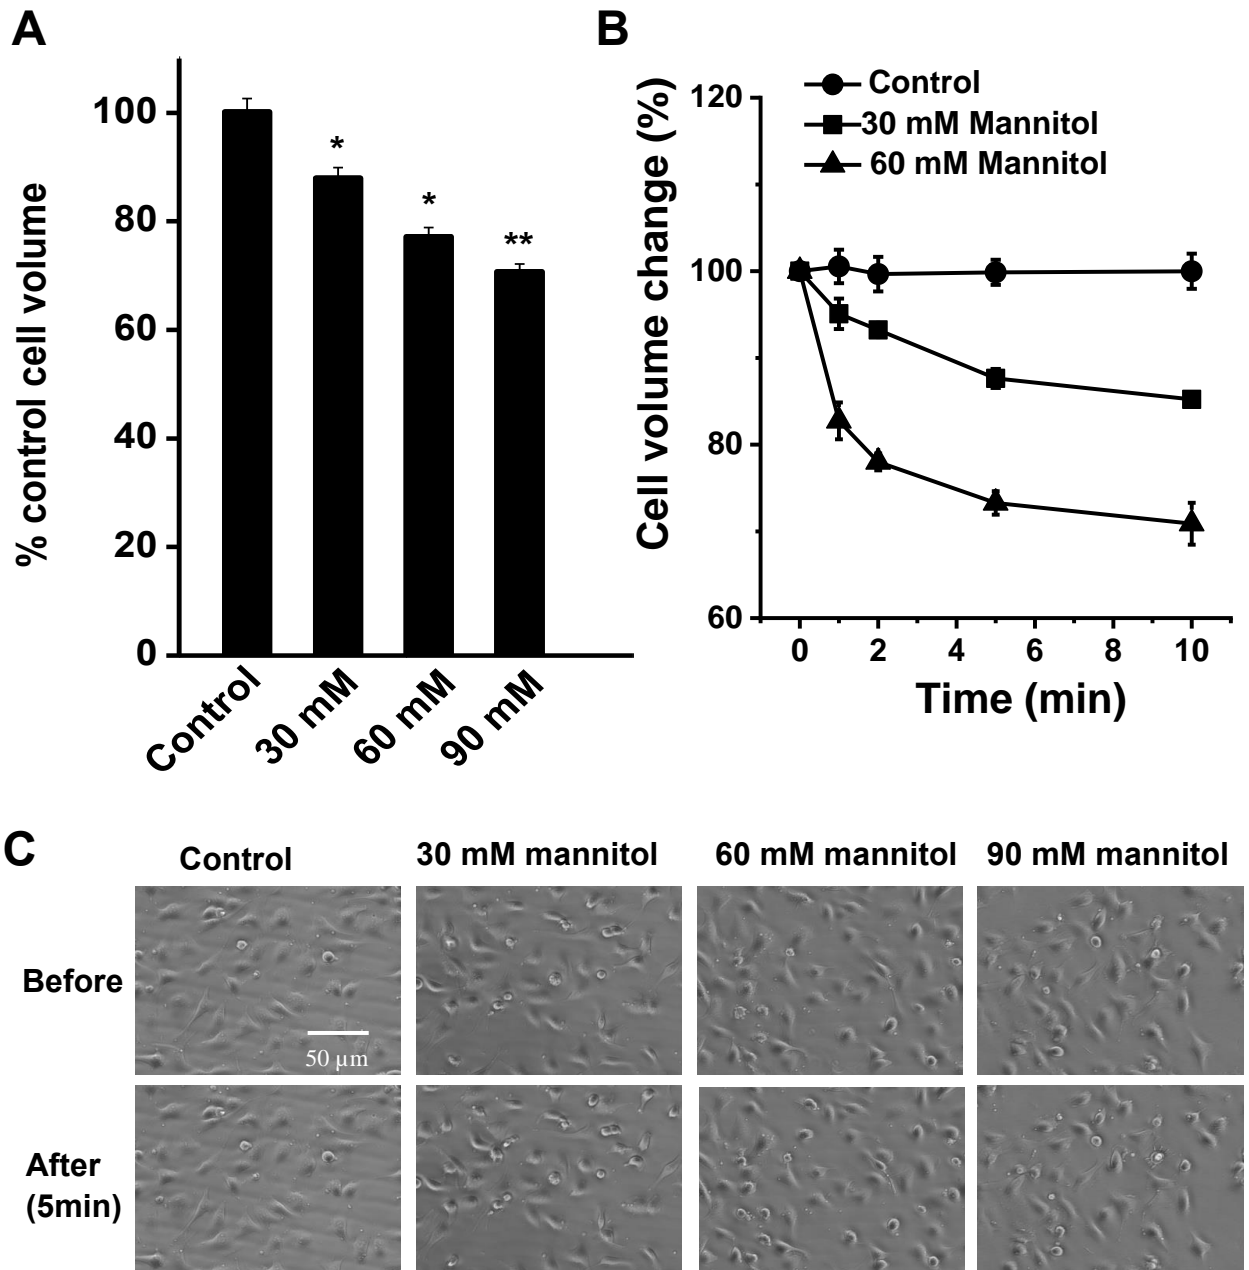 A
% control cell volume
100
80
60
40
20
0
*
*
**
Control
30 mM
60 mM
90 mM
B
Cell volume change (%)
120
100
80
60
Control
30 mM Mannitol
60 mM Mannitol
0 2 4 6 8 10
Time (min)
C
Control 30 mM mannitol 60 mM mannitol 90 mM mannitol
Before
50 µm
After
(5min)